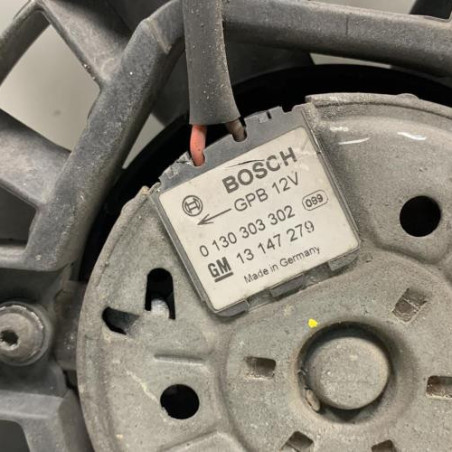 BOSCH
GPB 12V
0 130 303 302 099
GM 13 147 279
Made in Germany